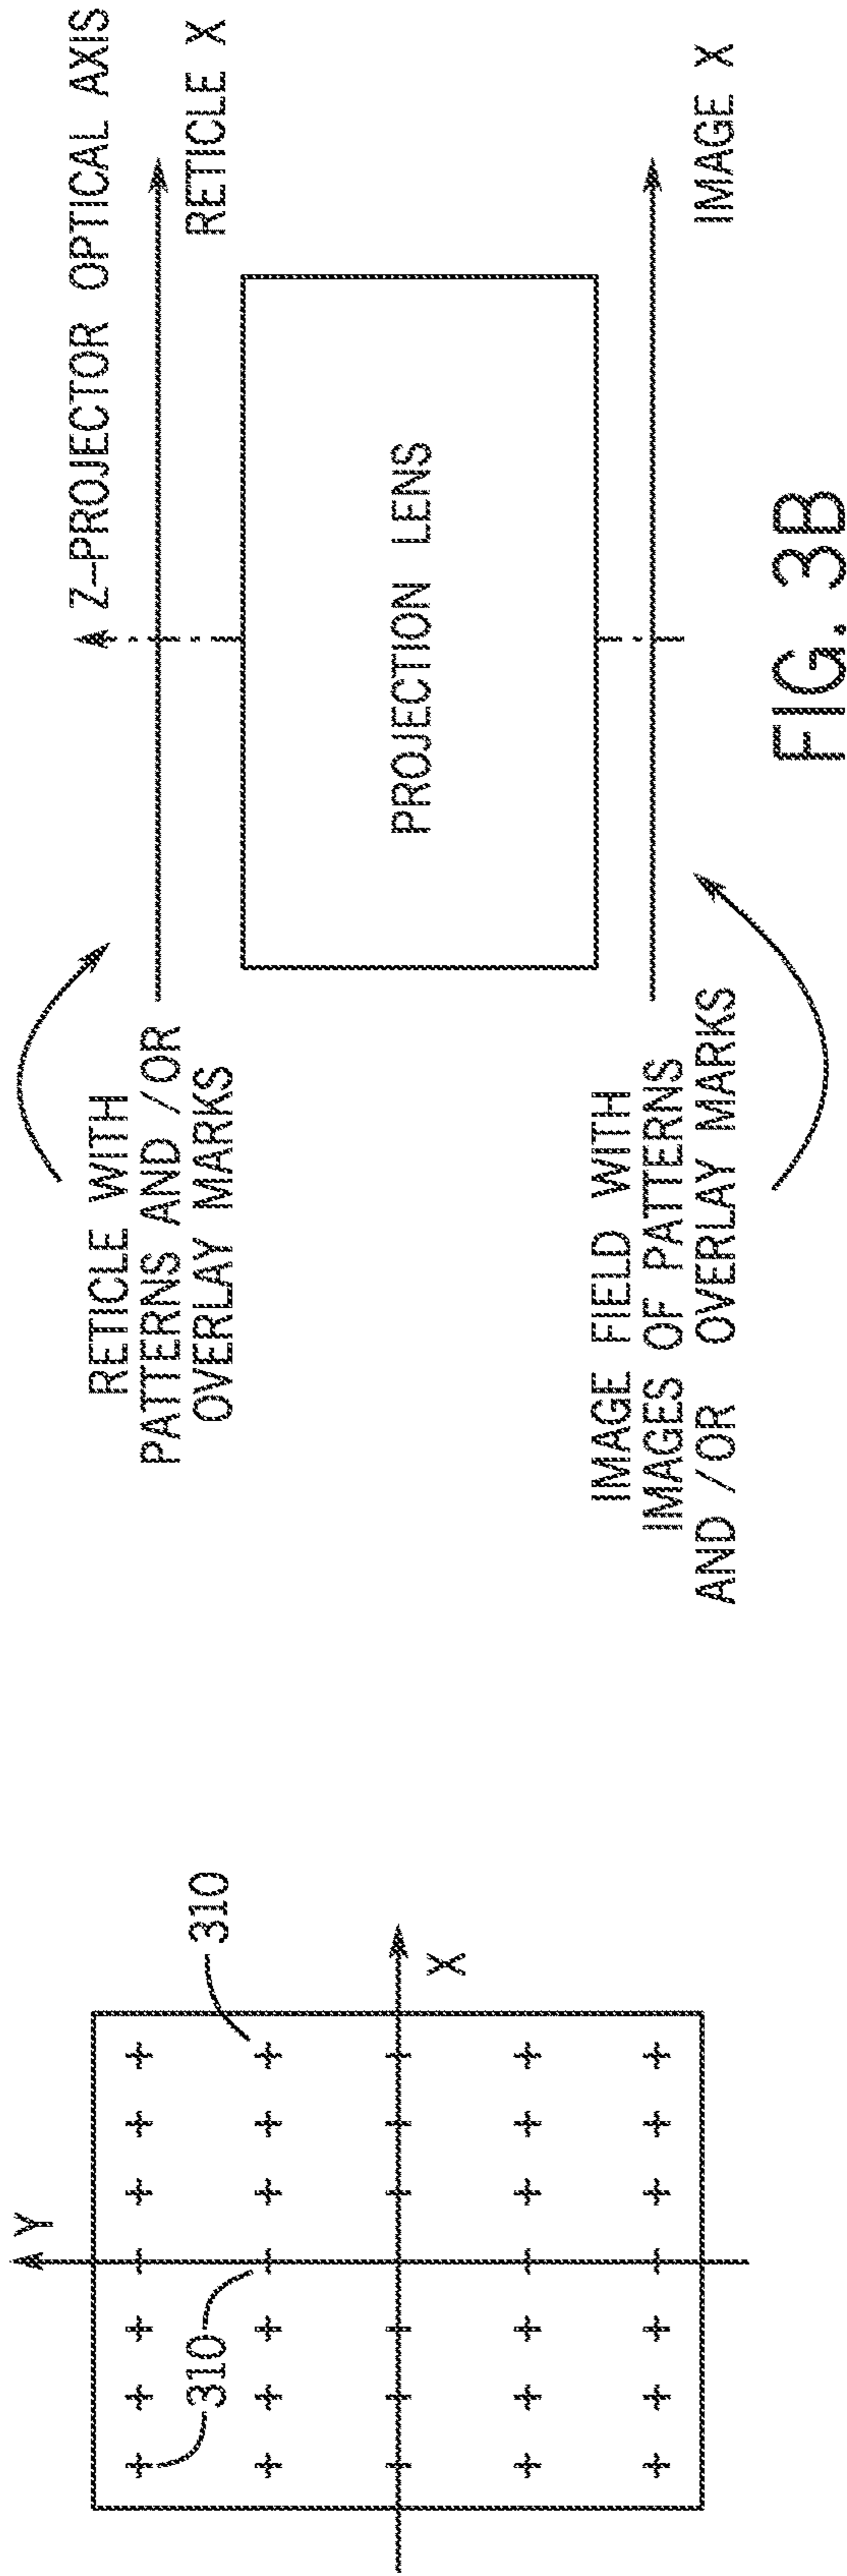 Y
310
310
X
Z-PROJECTOR OPTICAL AXIS
RETICLE X
RETICLE WITH
PATTERNS AND/OR
OVERLAY MARKS
PROJECTION LENS
IMAGE FIELD WITH
IMAGES OF PATTERNS
AND/OR OVERLAY MARKS
IMAGE X
FIG. 3B